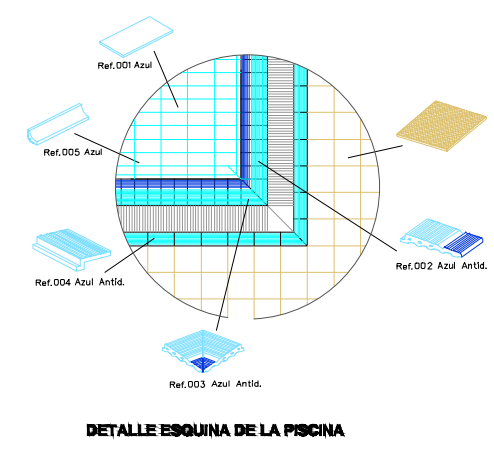 Ref.001 Azul
Ref.005 Azul
Ref.002 Azul Antid.
Ref.004 Azul Antid.
Ref.003 Azul Antid.
DETALLE ESQUINA DE LA PISCINA